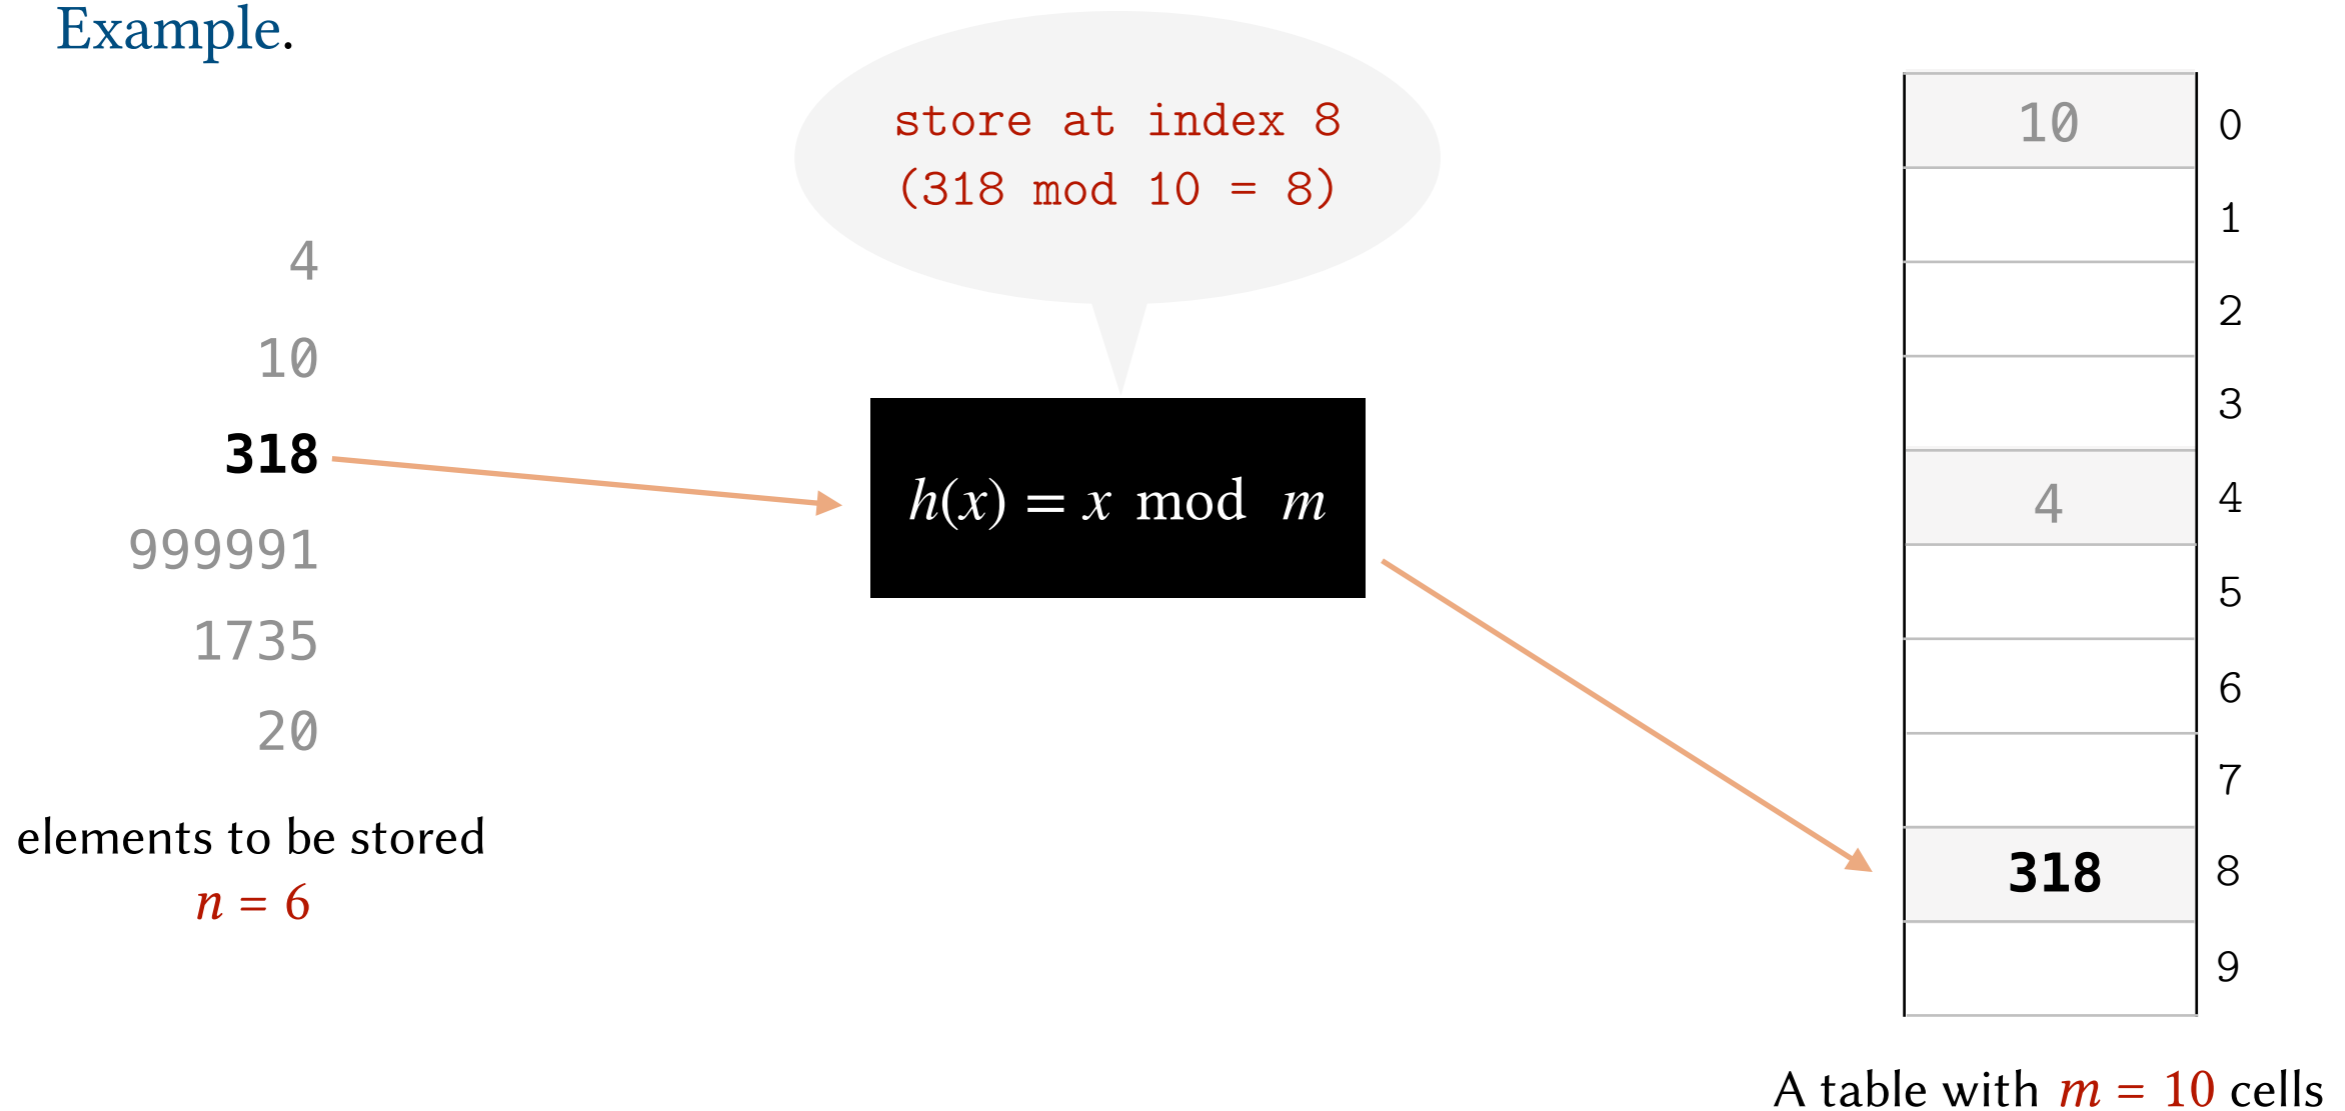 Example.
store at index 8
(318 mod 10 = 8)
4
10
318
999991
1735
20
elements to be stored
n = 6
h(x) = x mod m
10 0
1
2
3
4 4
5
6
7
318 8
9
A table with m = 10 cells